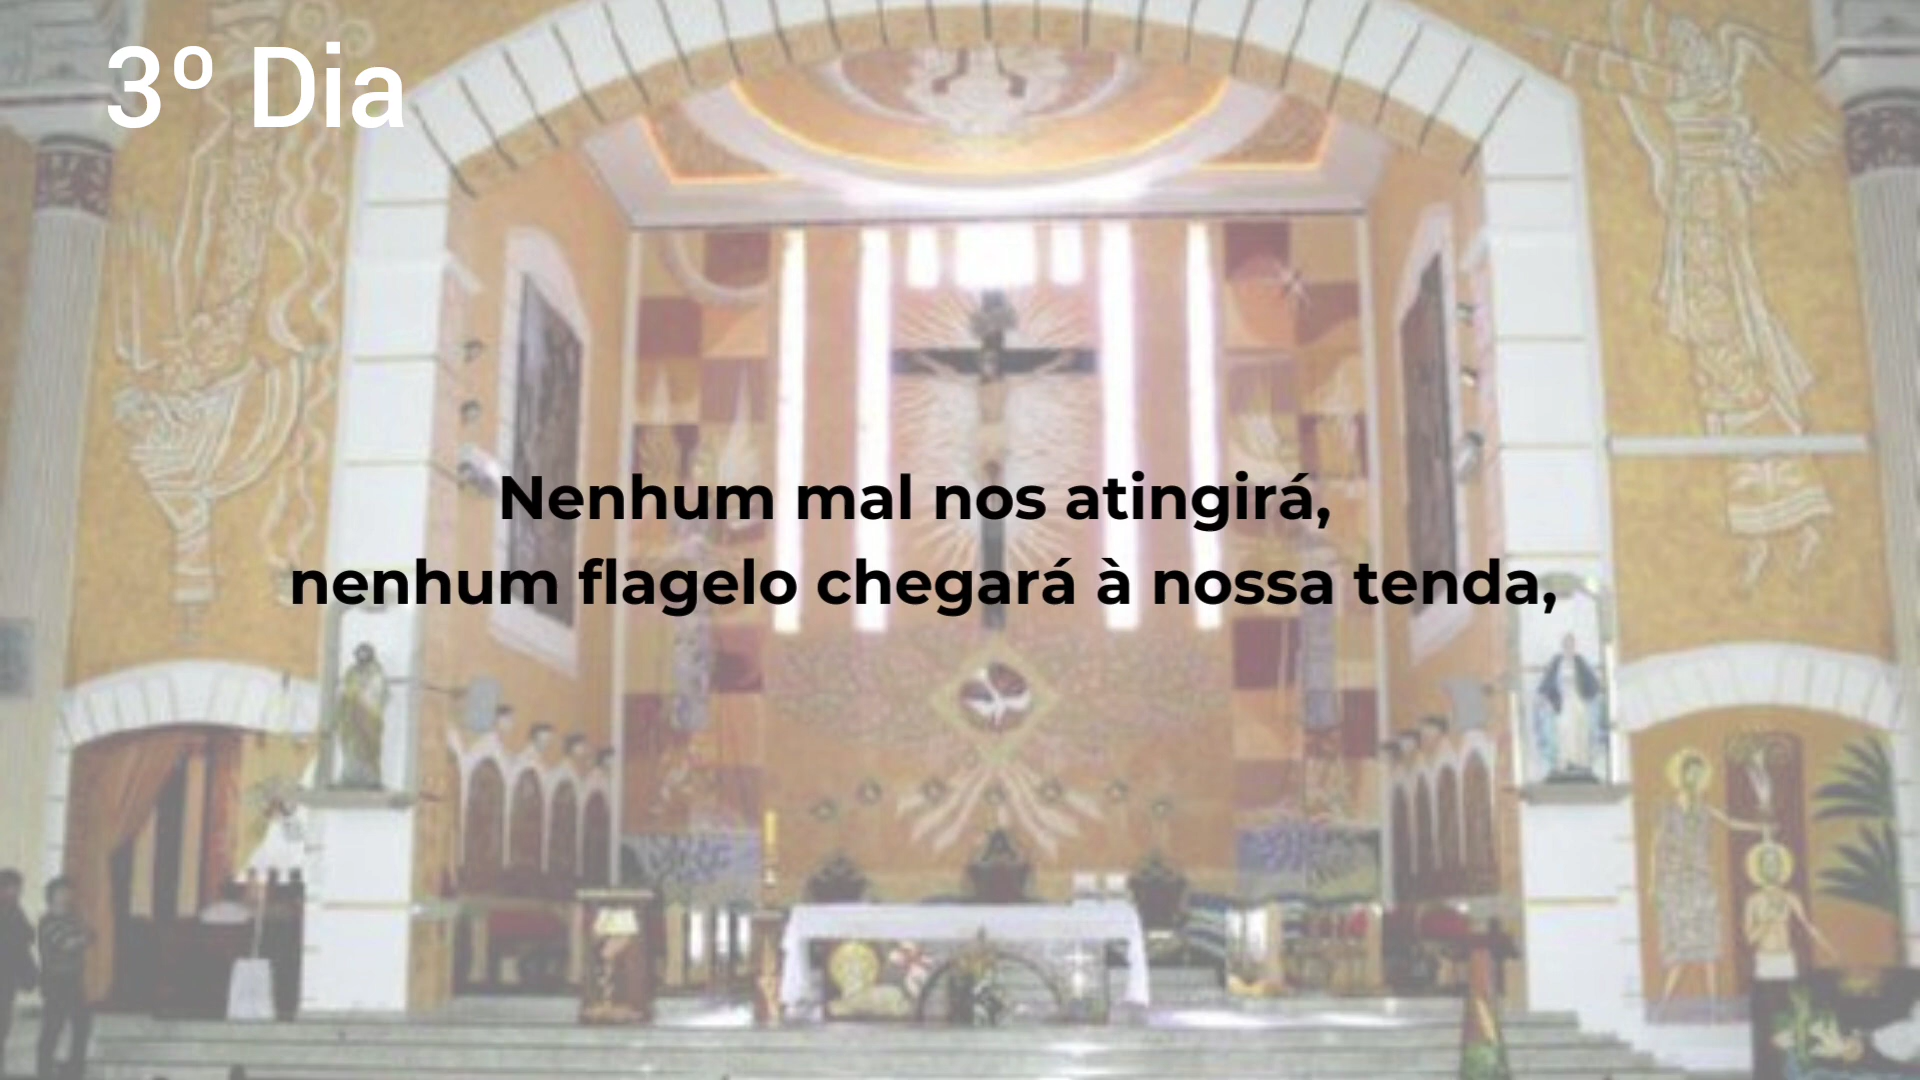 3º Dia
Nenhum mal nos atingirá,
nenhum flagelo chegará à nossa tenda,